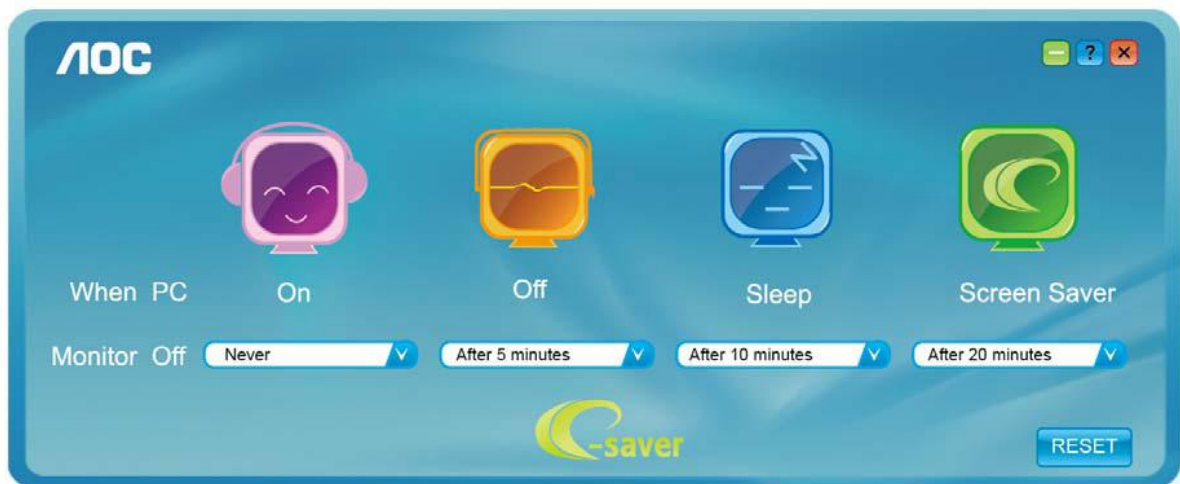 AOC
?
When PC On Off Sleep Screen Saver
Monitor Off Never After 5 minutes After 10 minutes After 20 minutes
e-saver
RESET